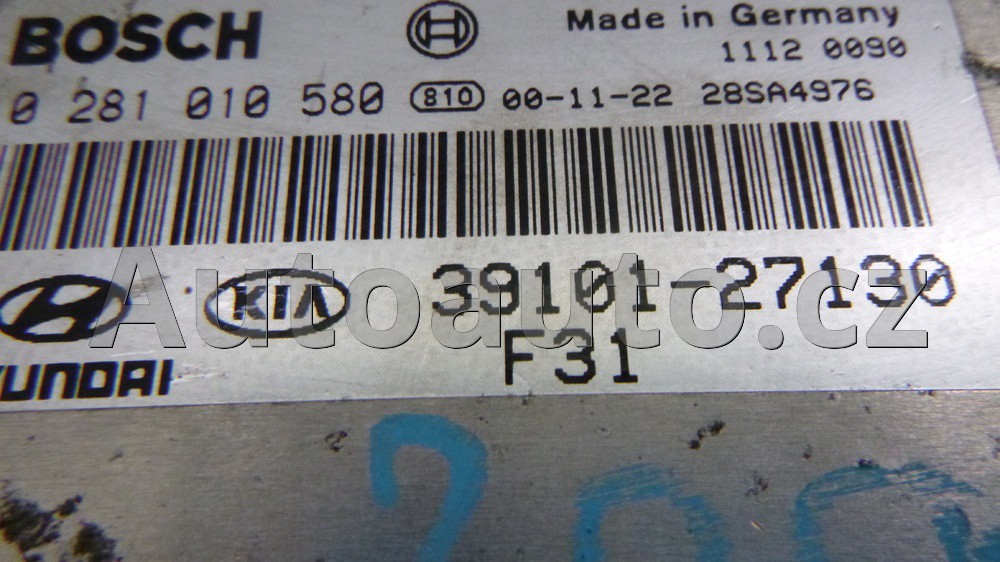 BOSCH
Made in Germany
1112 0090
0 281 010 580 810 00-11-22 28SA4976
KIA 39101-27130
F31
HYUNDAI
Autoauto.cz